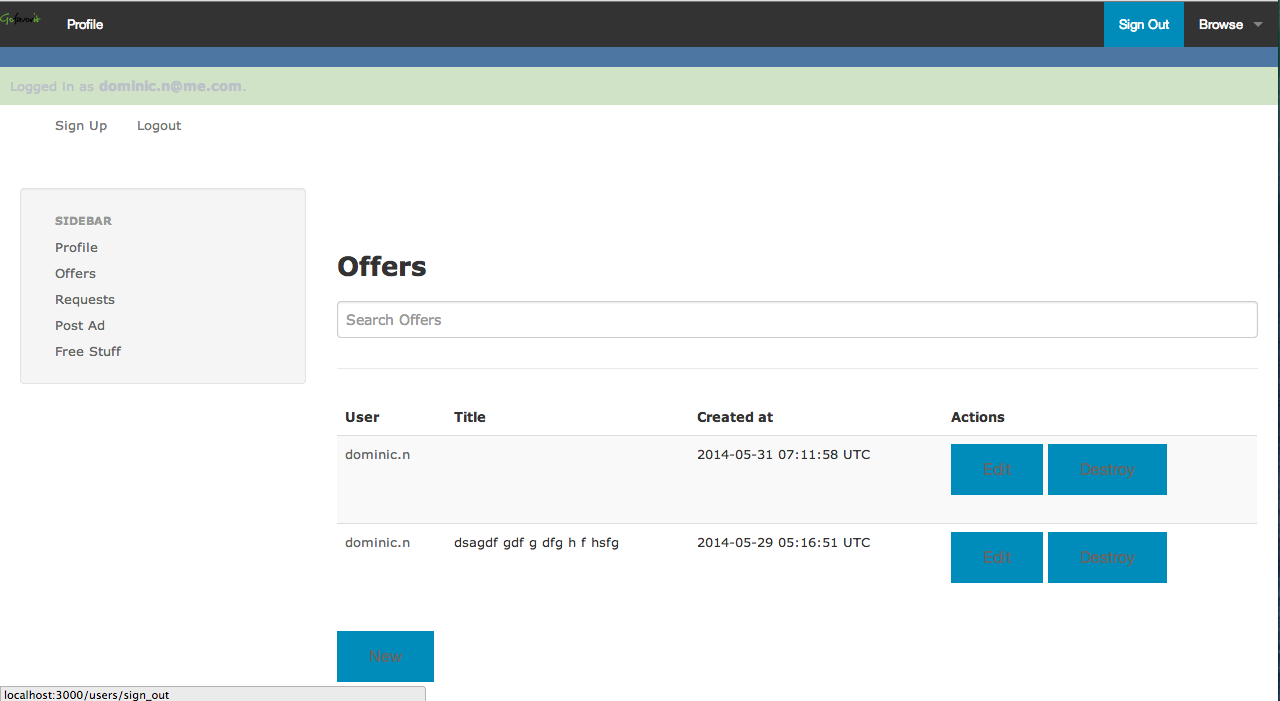 Gofavorit Profile Sign Out Browse
Logged in as dominic.n@me.com.
Sign Up Logout
SIDEBAR
Profile
Offers
Requests
Post Ad
Free Stuff
Offers
Search Offers
User Title Created at Actions
dominic.n 2014-05-31 07:11:58 UTC Edit Destroy
dominic.n dsagdf gdf g dfg h f hsfg 2014-05-29 05:16:51 UTC Edit Destroy
New
localhost:3000/users/sign_out